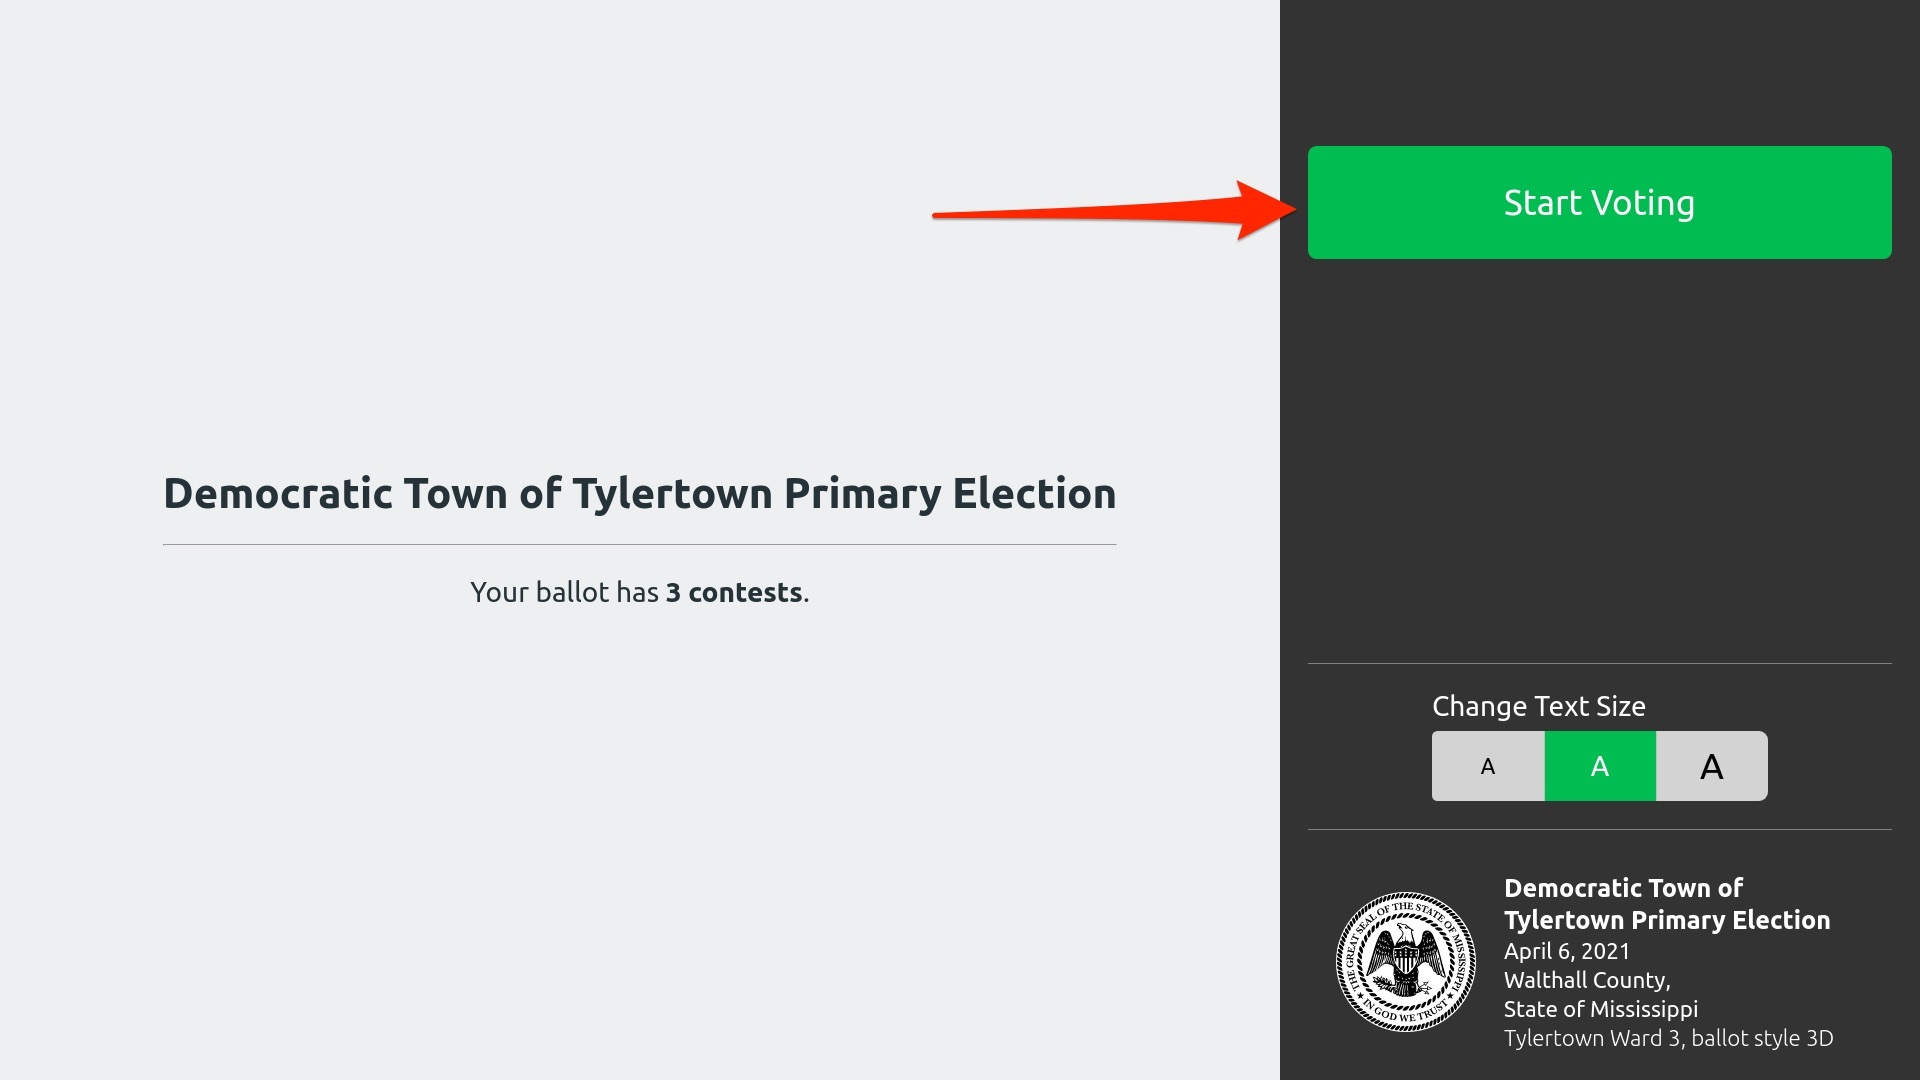 Start Voting
Democratic Town of Tylertown Primary Election
Your ballot has 3 contests.
Change Text Size
A A A
THE GREAT SEAL OF THE STATE OF MISSISSIPPI
IN GOD WE TRUST
Democratic Town of
Tylertown Primary Election
April 6, 2021
Walthall County,
State of Mississippi
Tylertown Ward 3, ballot style 3D